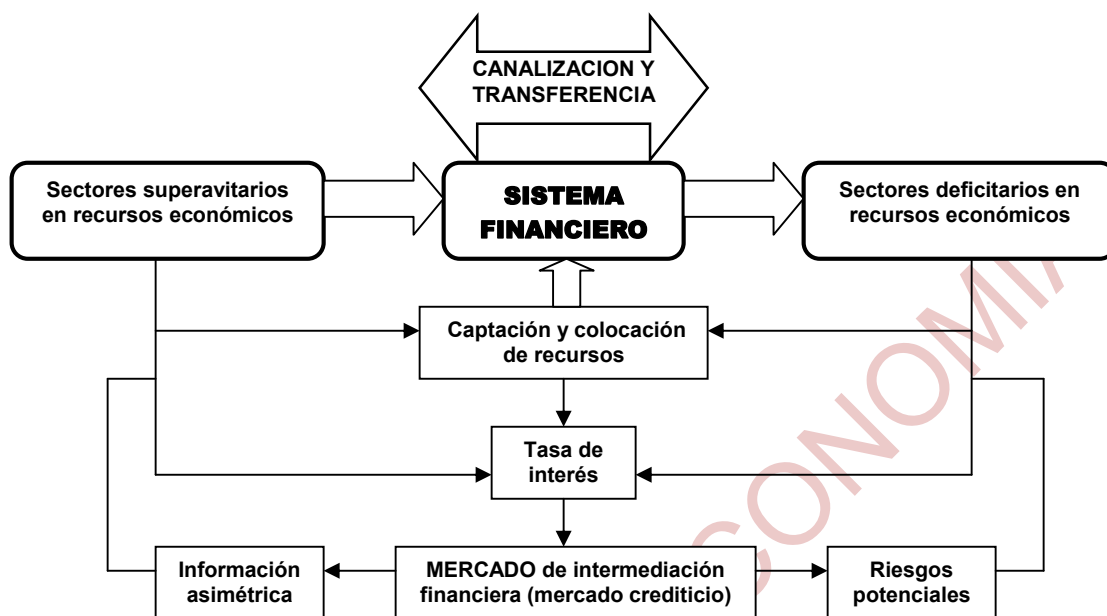 CANALIZACION Y
TRANSFERENCIA
Sectores superavitarios
en recursos económicos
SISTEMA
FINANCIERO
Sectores deficitarios en
recursos económicos
Captación y colocación
de recursos
Tasa de
interés
Información
asimétrica
MERCADO de intermediación
financiera (mercado crediticio)
Riesgos
potenciales
CONOMIA